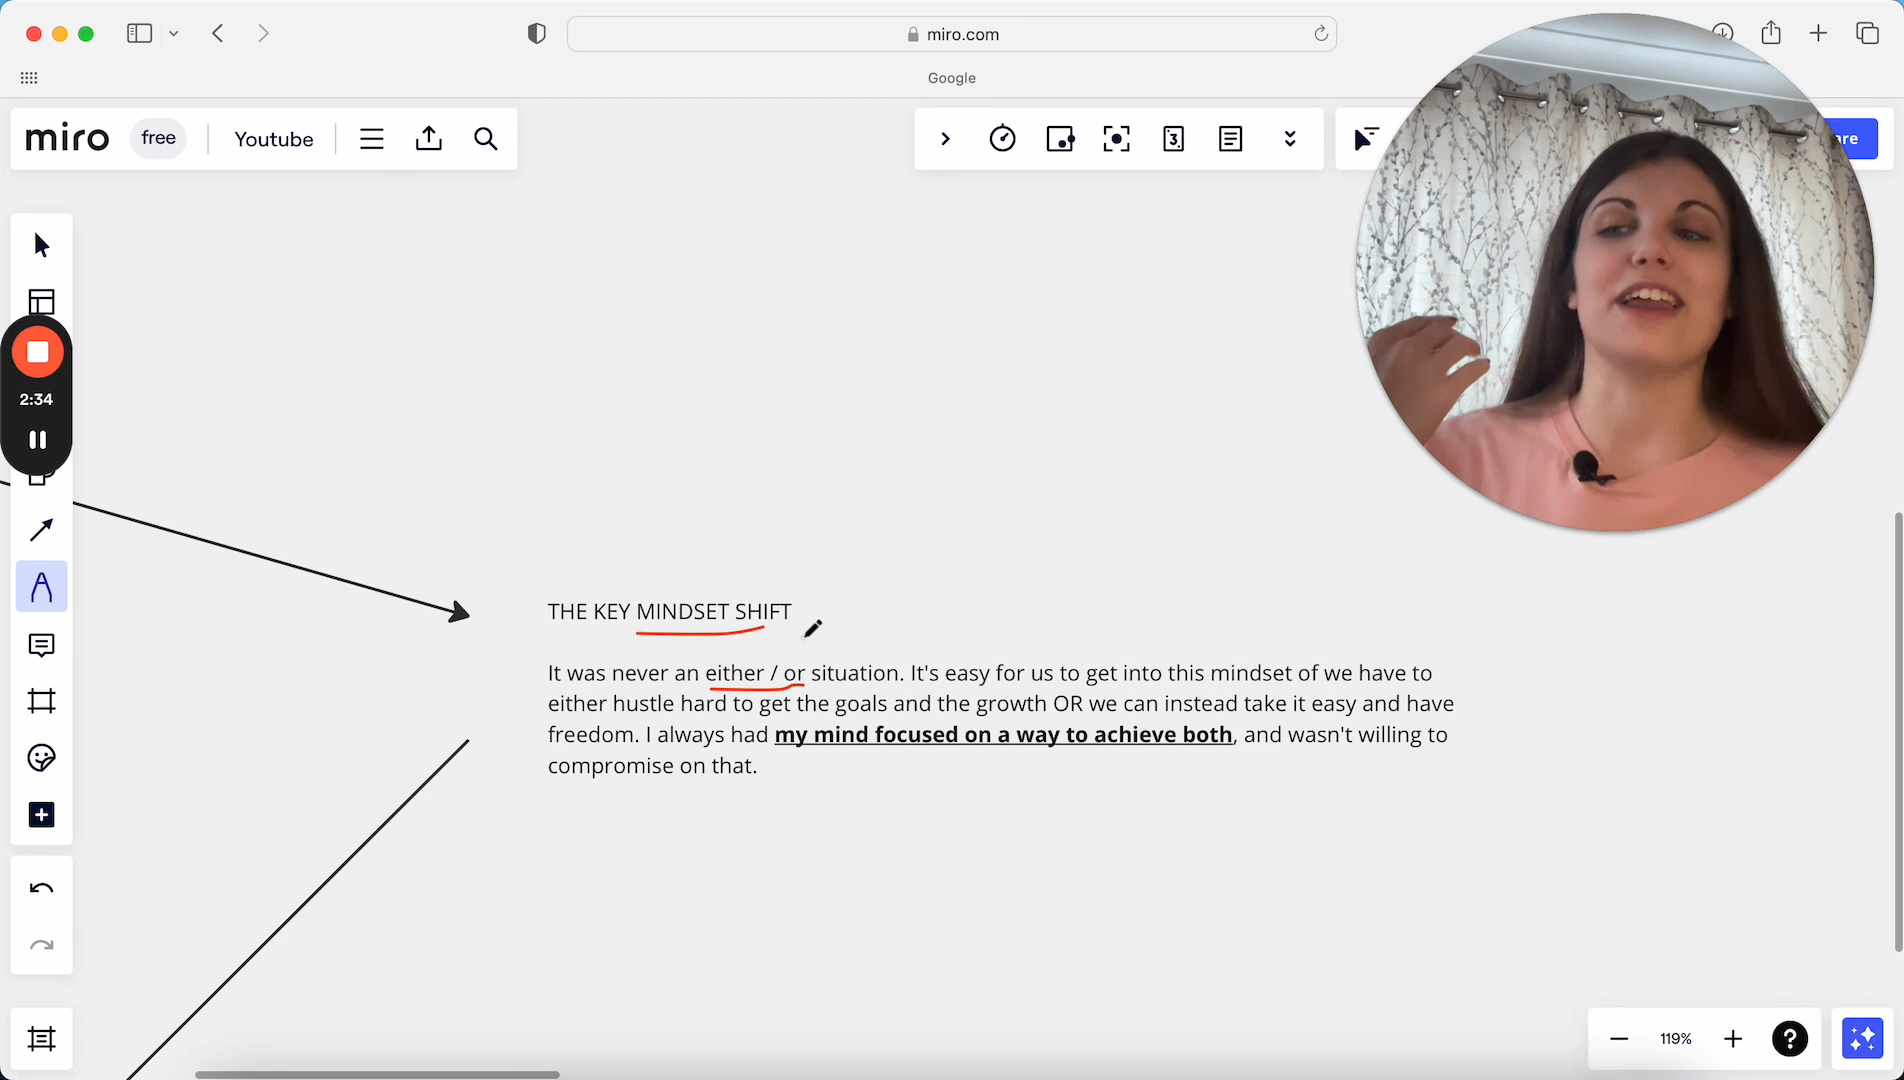 miro.com
Google
miro
free
Youtube
3
re
2:34
THE KEY MINDSET SHIFT
It was never an either / or situation. It's easy for us to get into this mindset of we have to
either hustle hard to get the goals and the growth OR we can instead take it easy and have
freedom. I always had my mind focused on a way to achieve both, and wasn't willing to
compromise on that.
119%
?